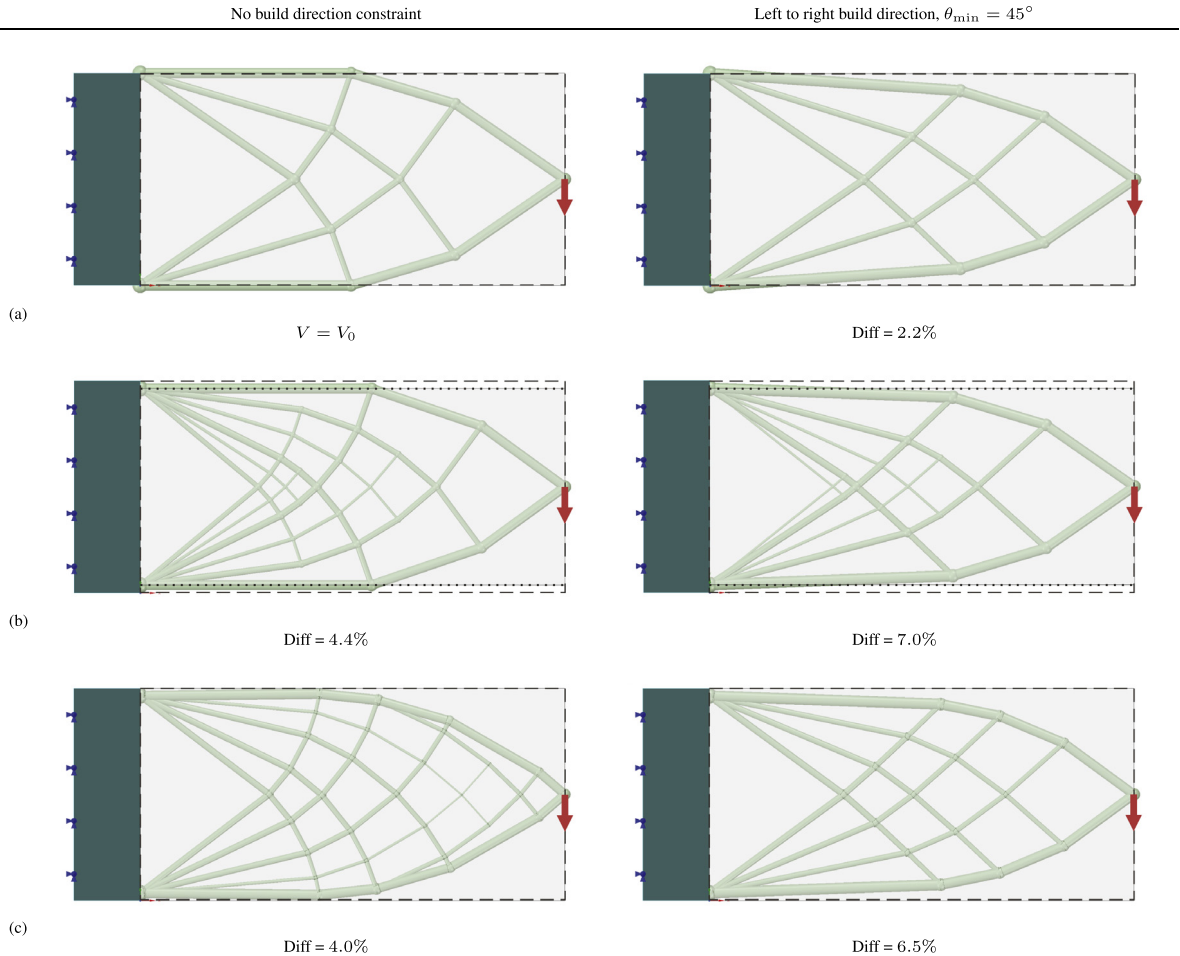 No build direction constraint
Left to right build direction, θmin = 45°
(a)
V = V₀
Diff = 2.2%
(b)
Diff = 4.4%
Diff = 7.0%
(c)
Diff = 4.0%
Diff = 6.5%